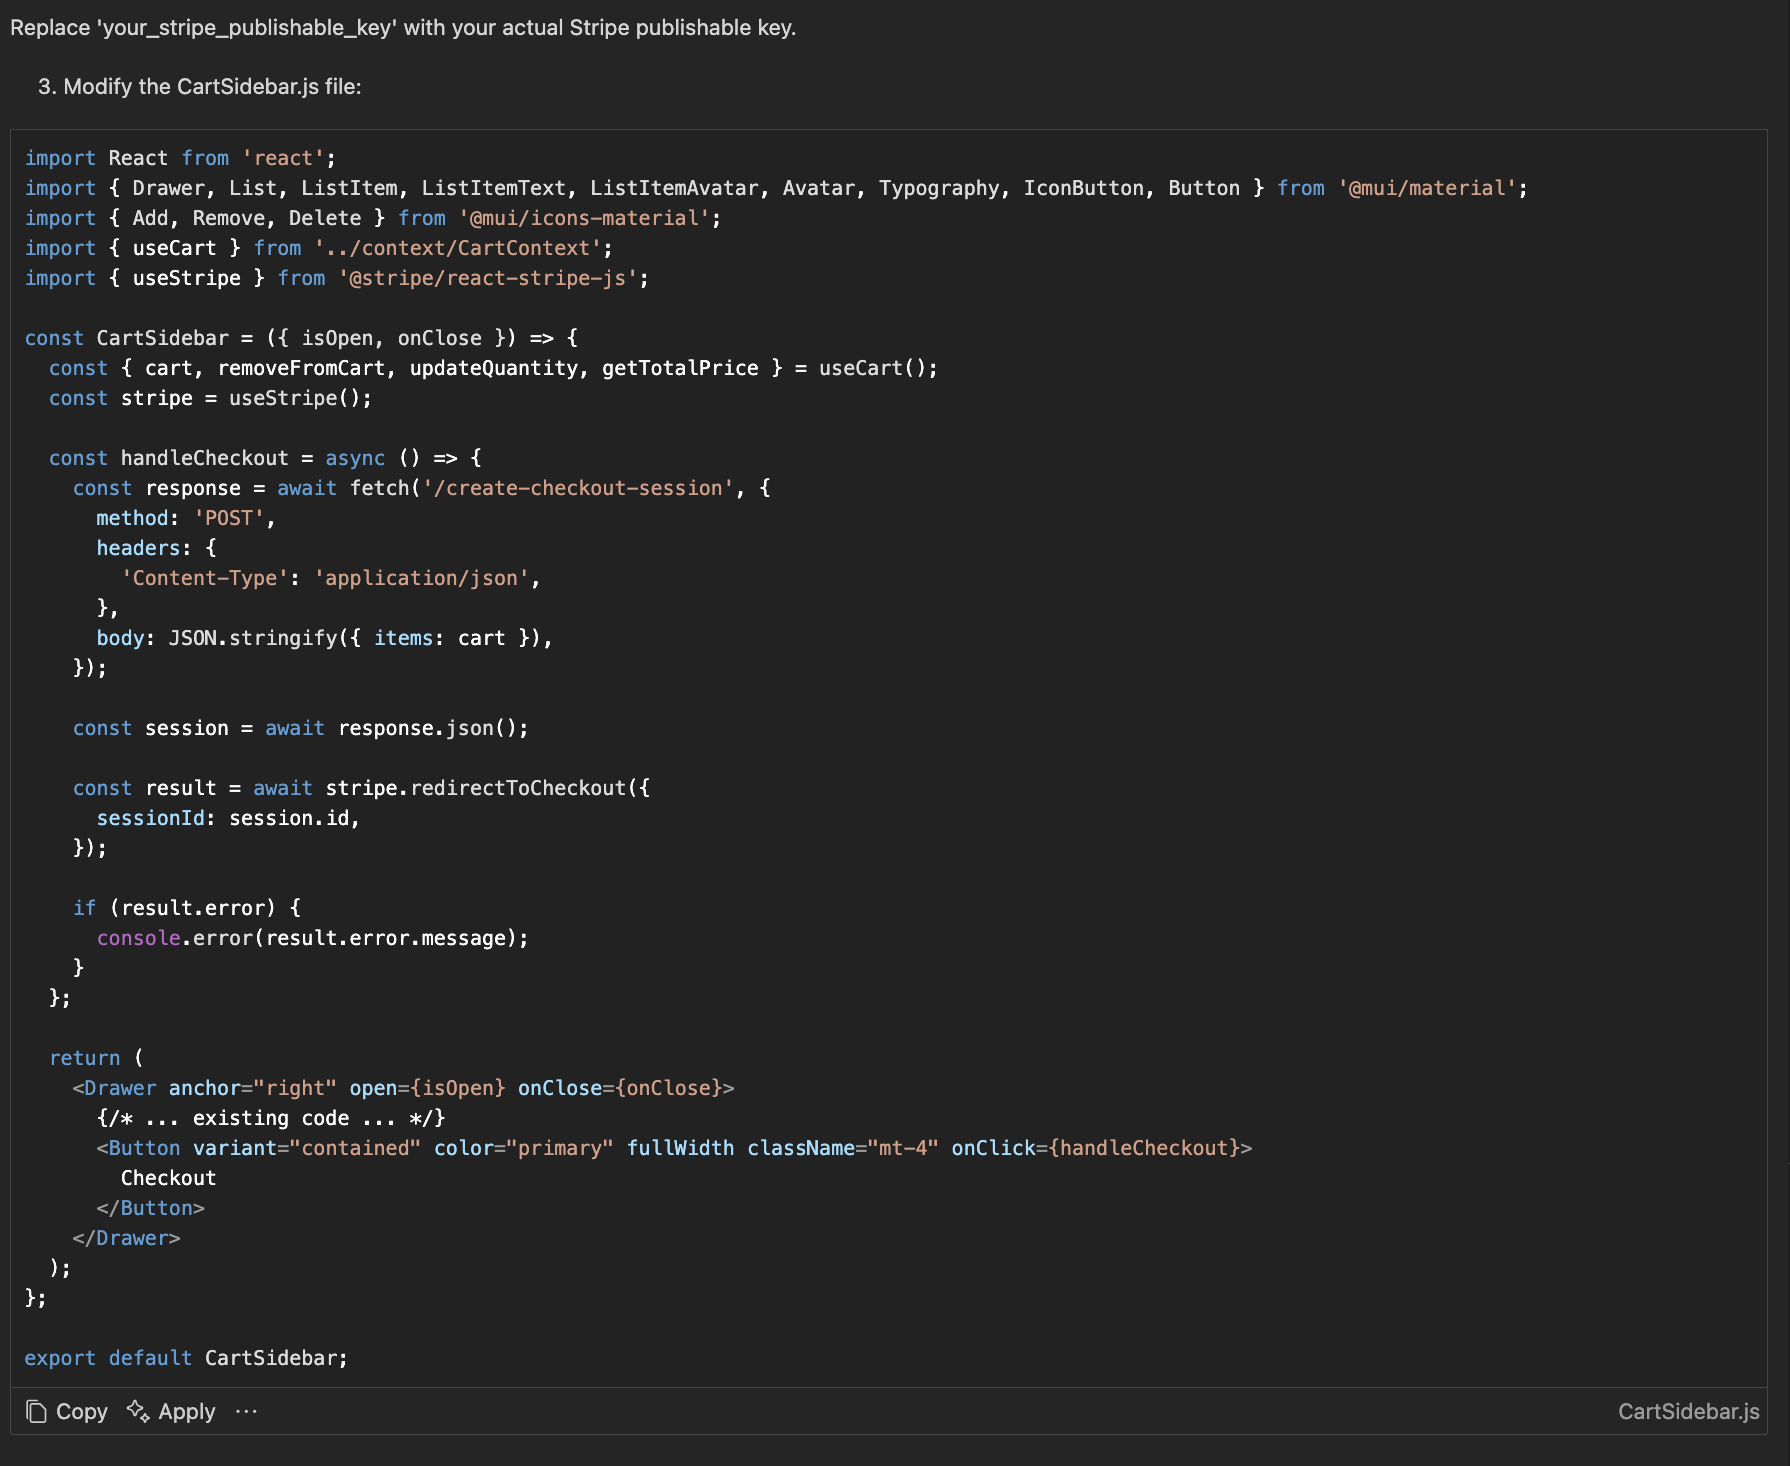 Replace 'your_stripe_publishable_key' with your actual Stripe publishable key.
3. Modify the CartSidebar.js file:
import React from 'react';
import { Drawer, List, ListItem, ListItemText, ListItemAvatar, Avatar, Typography, IconButton, Button } from '@mui/material';
import { Add, Remove, Delete } from '@mui/icons-material';
import { useCart } from '../context/CartContext';
import { useStripe } from '@stripe/react-stripe-js';

const CartSidebar = ({ isOpen, onClose }) => {
  const { cart, removeFromCart, updateQuantity, getTotalPrice } = useCart();
  const stripe = useStripe();

  const handleCheckout = async () => {
    const response = await fetch('/create-checkout-session', {
      method: 'POST',
      headers: {
        'Content-Type': 'application/json',
      },
      body: JSON.stringify({ items: cart }),
    });

    const session = await response.json();

    const result = await stripe.redirectToCheckout({
      sessionId: session.id,
    });

    if (result.error) {
      console.error(result.error.message);
    }
  };

  return (
    <Drawer anchor="right" open={isOpen} onClose={onClose}>
      {/* ... existing code ... */}
      <Button variant="contained" color="primary" fullWidth className="mt-4" onClick={handleCheckout}>
        Checkout
      </Button>
    </Drawer>
  );
};

export default CartSidebar;
Copy Apply ··· CartSidebar.js